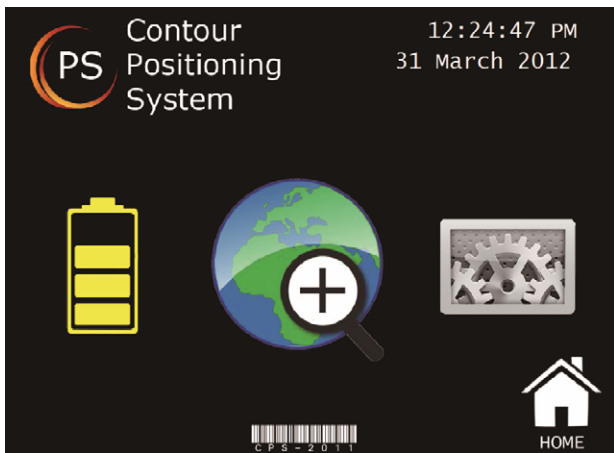 PS
Contour
Positioning
System
12:24:47 PM
31 March 2012
CPS-2011
HOME